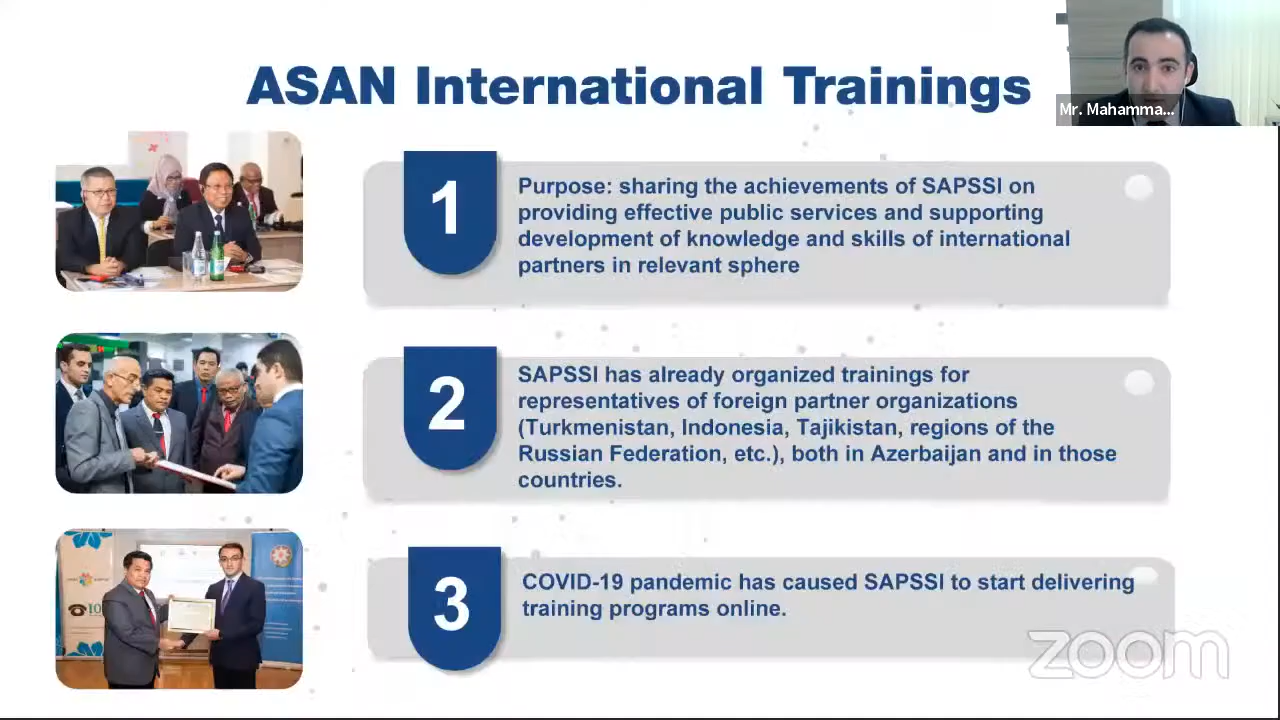 ASAN International Trainings
Mr. Mahamma...
1
Purpose: sharing the achievements of SAPSSI on
providing effective public services and supporting
development of knowledge and skills of international
partners in relevant sphere
2
SAPSSI has already organized trainings for
representatives of foreign partner organizations
(Turkmenistan, Indonesia, Tajikistan, regions of the
Russian Federation, etc.), both in Azerbaijan and in those
countries.
3
COVID-19 pandemic has caused SAPSSI to start delivering
training programs online.
zoom